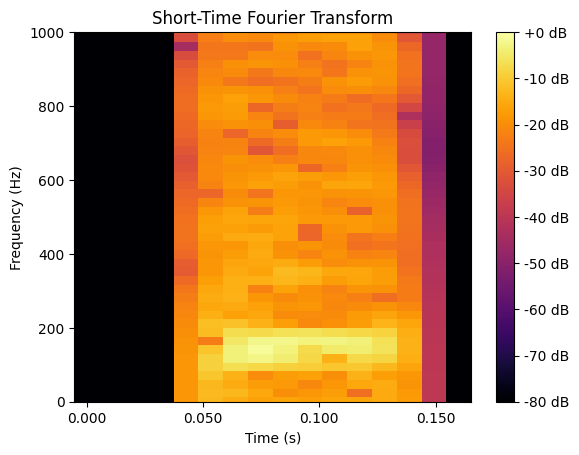 Short-Time Fourier Transform
1000
800
600
400
200
0
Frequency (Hz)
0.000
0.050
0.100
0.150
Time (s)
+0 dB
-10 dB
-20 dB
-30 dB
-40 dB
-50 dB
-60 dB
-70 dB
-80 dB